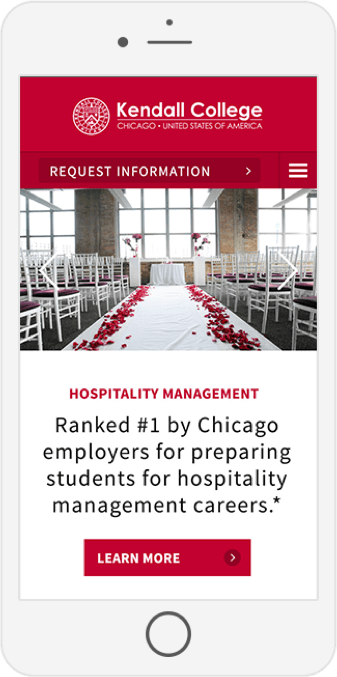 Kendall College
CHICAGO • UNITED STATES OF AMERICA
REQUEST INFORMATION
HOSPITALITY MANAGEMENT
Ranked #1 by Chicago
employers for preparing
students for hospitality
management careers.*
LEARN MORE